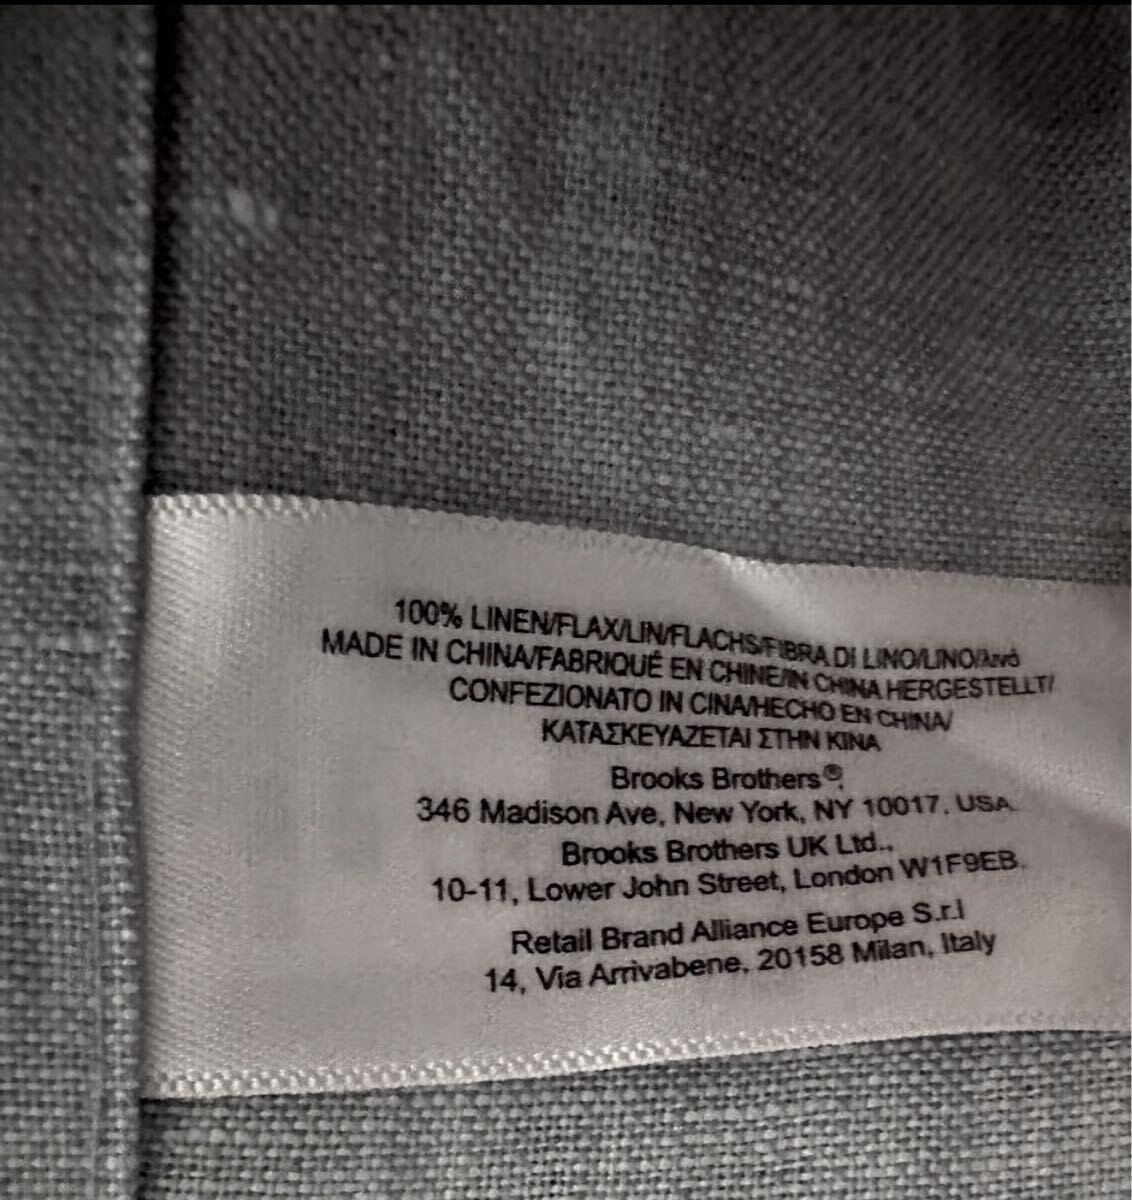 100% LINEN/FLAX/LIN/FLACHS/FIBRA DI LINO/LINO/λινό
MADE IN CHINA/FABRIQUÉ EN CHINE/IN CHINA HERGESTELLT/
CONFEZIONATO IN CINA/HECHO EN CHINA/
ΚΑΤΑΣΚΕΥΑΖΕΤΑΙ ΣΤΗΝ ΚΙΝΑ
Brooks Brothers®,
346 Madison Ave, New York, NY 10017. USA.
Brooks Brothers UK Ltd.,
10-11, Lower John Street, London W1F9EB.
Retail Brand Alliance Europe S.r.l
14, Via Arrivabene, 20158 Milan, Italy